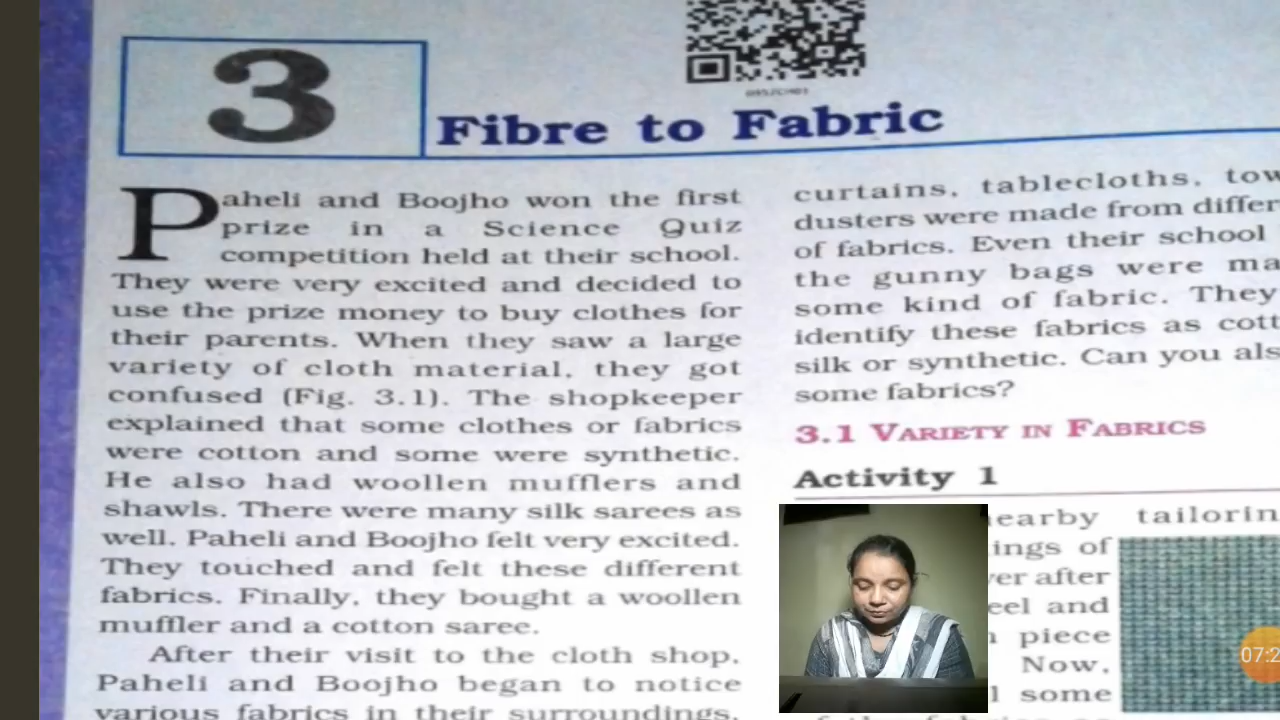 3
Fibre to Fabric
Paheli and Boojho won the first
prize in a Science Quiz
competition held at their school.
They were very excited and decided to
use the prize money to buy clothes for
their parents. When they saw a large
variety of cloth material, they got
confused (Fig. 3.1). The shopkeeper
explained that some clothes or fabrics
were cotton and some were synthetic.
He also had woollen mufflers and
shawls. There were many silk sarees as
well. Paheli and Boojho felt very excited.
They touched and felt these different
fabrics. Finally, they bought a woollen
muffler and a cotton saree.
After their visit to the cloth shop,
Paheli and Boojho began to notice
various fabrics in their surroundings.
curtains, tablecloths,
dusters were made from
of fabrics. Even their school
the gunny bags were
some kind of fabric. They
identify these fabrics as
silk or synthetic. Can you
some fabrics?
3.1 VARIETY IN FABRICS
Activity 1
of
after
and
piece
Now,
some